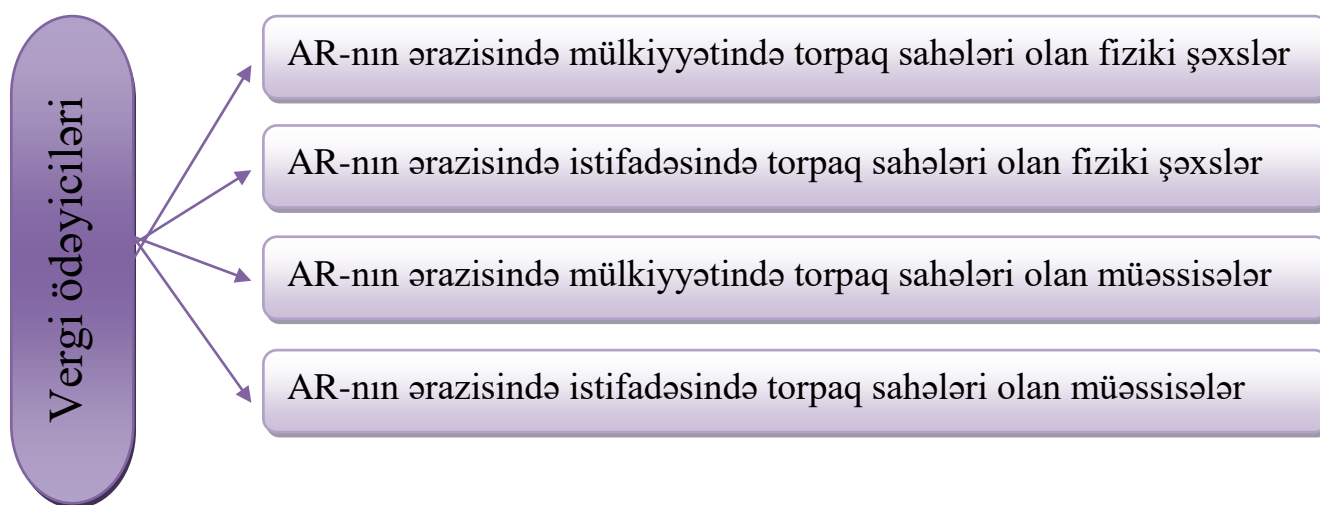 Vergi ödəyiciləri
AR-nın ərazisində mülkiyyətində torpaq sahələri olan fiziki şəxslər
AR-nın ərazisində istifadəsində torpaq sahələri olan fiziki şəxslər
AR-nın ərazisində mülkiyyətində torpaq sahələri olan müəssisələr
AR-nın ərazisində istifadəsində torpaq sahələri olan müəssisələr